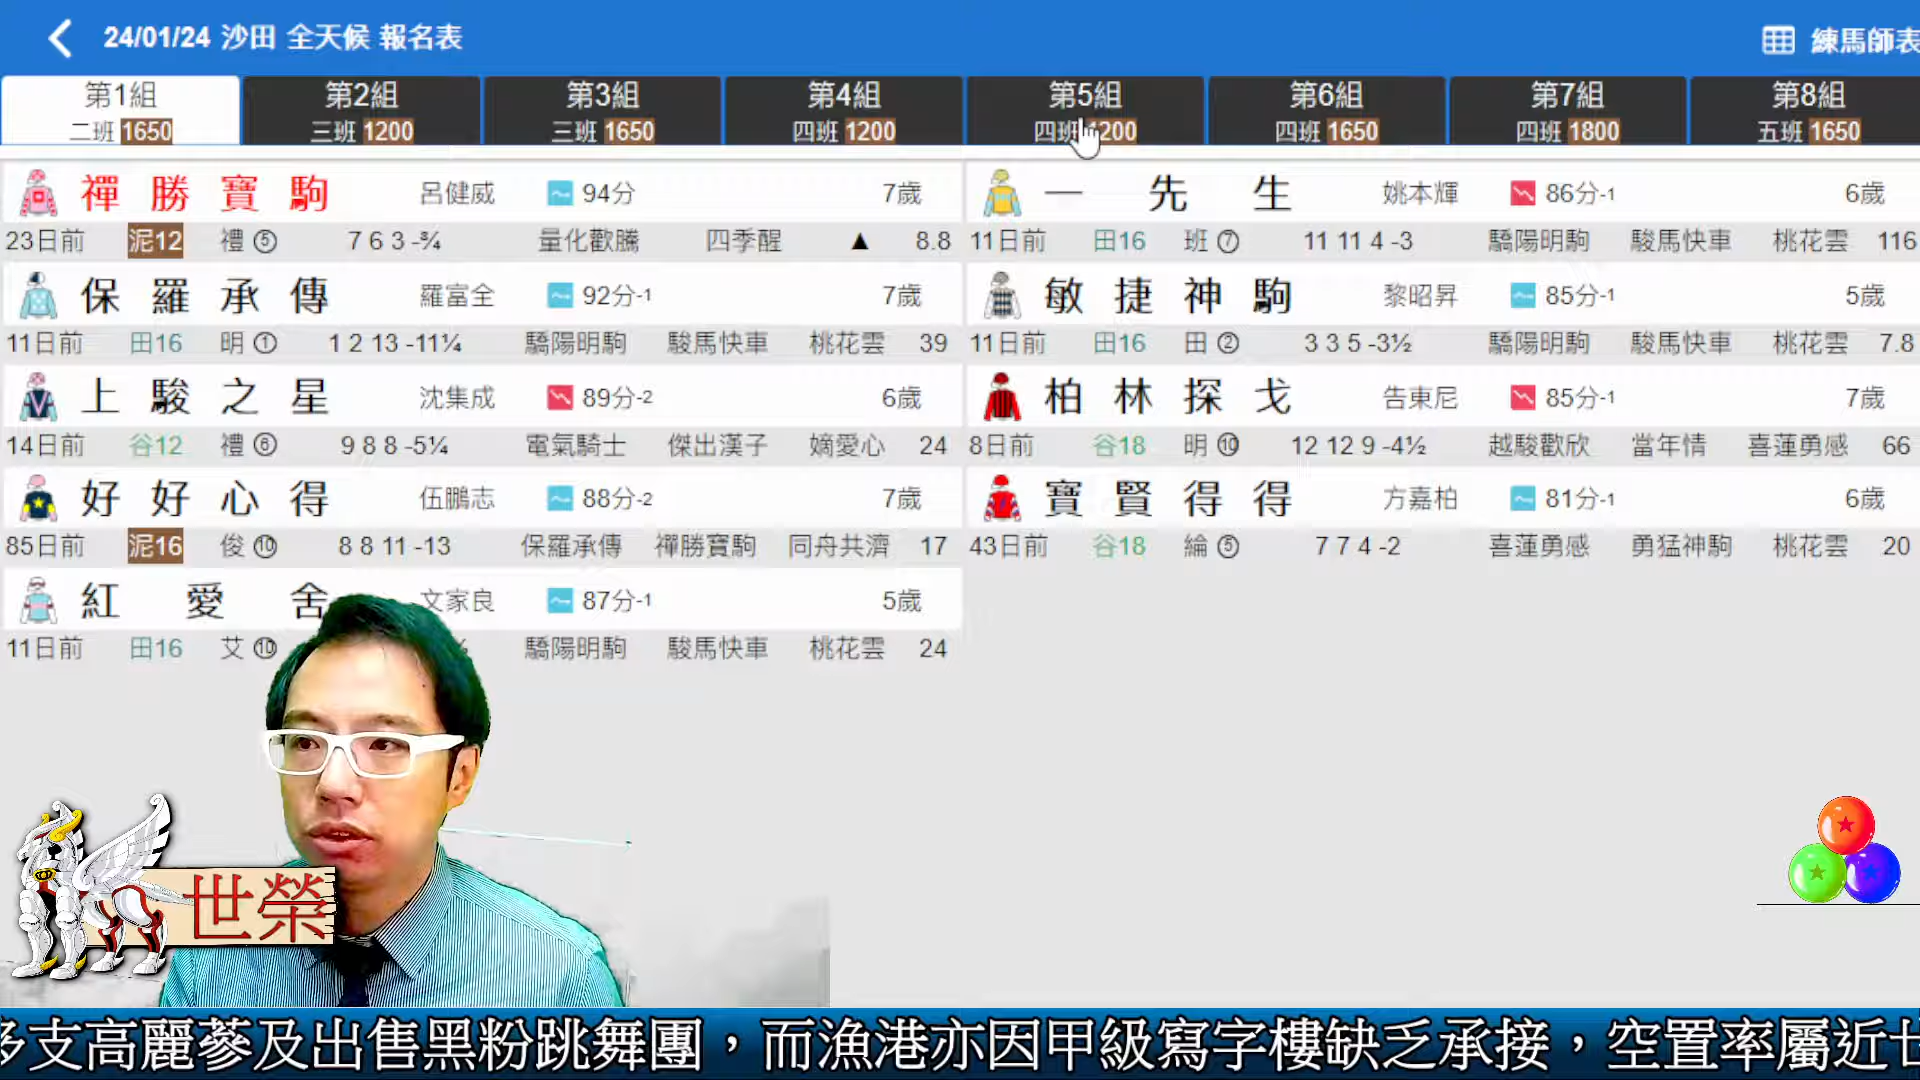 24/01/24 沙田 全天候 報名表
練馬師表
第1組 第2組 第3組 第4組 第5組 第6組 第7組 第8組
二班 1650 三班 1200 三班 1650 四班 1200 四班 1200 四班 1650 四班 1800 五班 1650
禪勝寶駒 呂健威 94分 7歲
23日前 泥12 禮⑤ 7 6 3 -¾ 量化歡騰 四季醒 ▲ 8.8
保羅承傳 羅富全 92分-1 7歲
11日前 田16 明① 1 2 13 -11¼ 驕陽明駒 駿馬快車 桃花雲 39
上駿之星 沈集成 89分-2 6歲
14日前 谷12 禮⑥ 9 8 8 -5¼ 電氣騎士 傑出漢子 嫡愛心 24
好好心得 伍鵬志 88分-2 7歲
85日前 泥16 俊⑩ 8 8 11 -13 保羅承傳 禪勝寶駒 同舟共濟 17
紅愛舍 文家良 87分-1 5歲
11日前 田16 艾⑩ 驕陽明駒 駿馬快車 桃花雲 24
一先生 姚本輝 86分-1 6歲
11日前 田16 班⑦ 11 11 4 -3 驕陽明駒 駿馬快車 桃花雲 116
敏捷神駒 黎昭昇 85分-1 5歲
11日前 田16 田② 3 3 5 -3½ 驕陽明駒 駿馬快車 桃花雲 7.8
柏林探戈 告東尼 85分-1 7歲
8日前 谷18 明⑩ 12 12 9 -4½ 越駿歡欣 當年情 喜蓮勇感 66
寶賢得得 方嘉柏 81分-1 6歲
43日前 谷18 綸⑤ 7 7 4 -2 喜蓮勇感 勇猛神駒 桃花雲 20
世榮
多支高麗蔘及出售黑粉跳舞團，而漁港亦因甲級寫字樓缺乏承接，空置率屬近廿